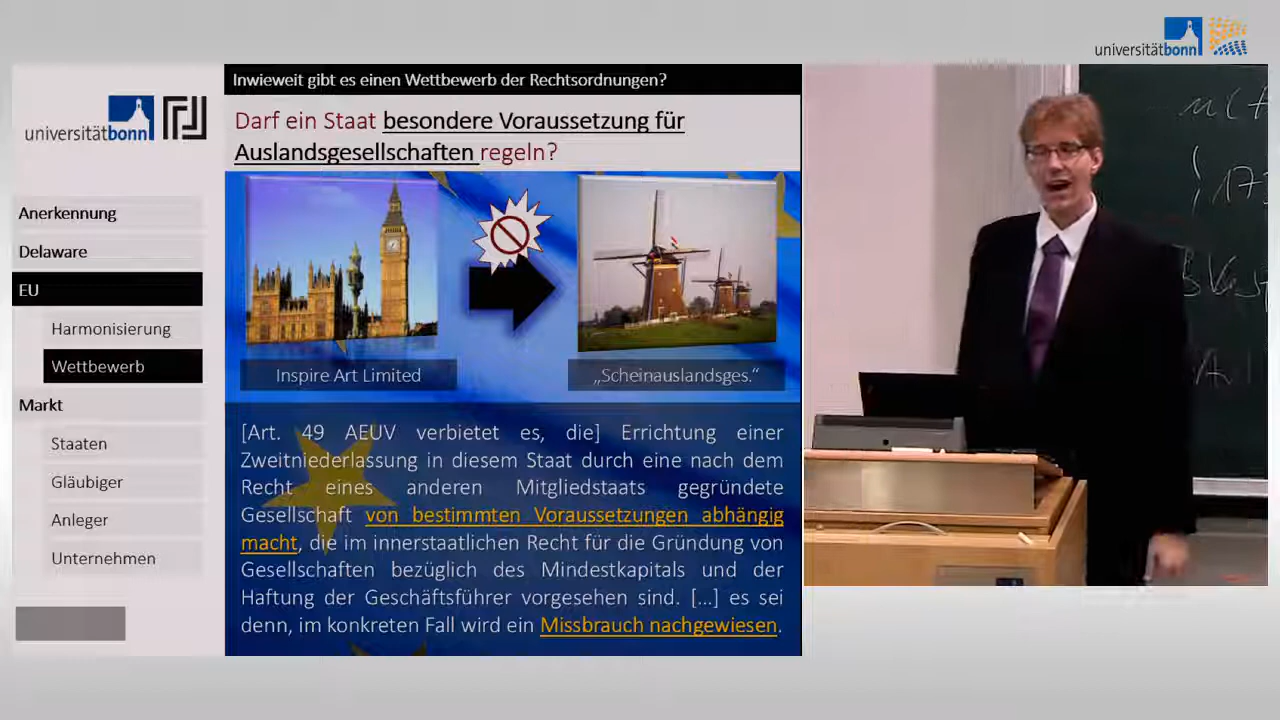 universitätbonn
universitätbonn
Inwieweit gibt es einen Wettbewerb der Rechtsordnungen?
Darf ein Staat besondere Voraussetzung für
Auslandsgesellschaften regeln?
Anerkennung
Delaware
EU
Harmonisierung
Wettbewerb
Markt
Staaten
Gläubiger
Anleger
Unternehmen
Inspire Art Limited
„Scheinauslandsges.“
[Art. 49 AEUV verbietet es, die] Errichtung einer
Zweitniederlassung in diesem Staat durch eine nach dem
Recht eines anderen Mitgliedstaats gegründete
Gesellschaft von bestimmten Voraussetzungen abhängig
macht, die im innerstaatlichen Recht für die Gründung von
Gesellschaften bezüglich des Mindestkapitals und der
Haftung der Geschäftsführer vorgesehen sind. [...] es sei
denn, im konkreten Fall wird ein Missbrauch nachgewiesen.